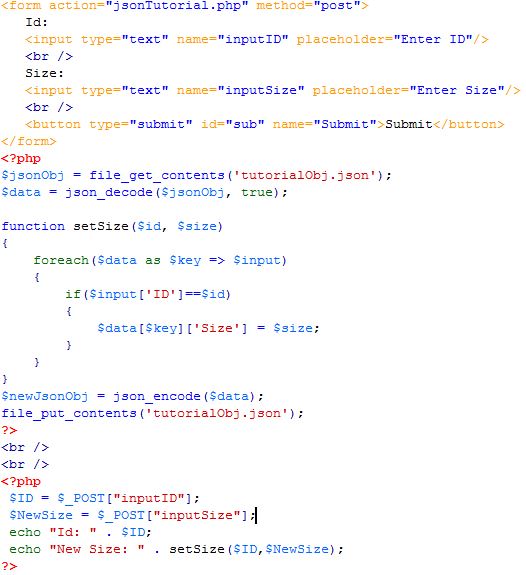 <form action="jsonTutorial.php" method="post">
Id:
<input type="text" name="inputID" placeholder="Enter ID"/>
<br />
Size:
<input type="text" name="inputSize" placeholder="Enter Size"/>
<br />
<button type="submit" id="sub" name="Submit">Submit</button>
</form>
<?php
$jsonObj = file_get_contents('tutorialObj.json');
$data = json_decode($jsonObj, true);
function setSize($id, $size)
{
foreach($data as $key => $input)
{
if($input['ID']==$id)
{
$data[$key]['Size'] = $size;
}
}
}
$newJsonObj = json_encode($data);
file_put_contents('tutorialObj.json');
?>
<br />
<br />
<?php
$ID = $_POST["inputID"];
$NewSize = $_POST["inputSize"];
echo "Id: " . $ID;
echo "New Size: " . setSize($ID,$NewSize);
?>